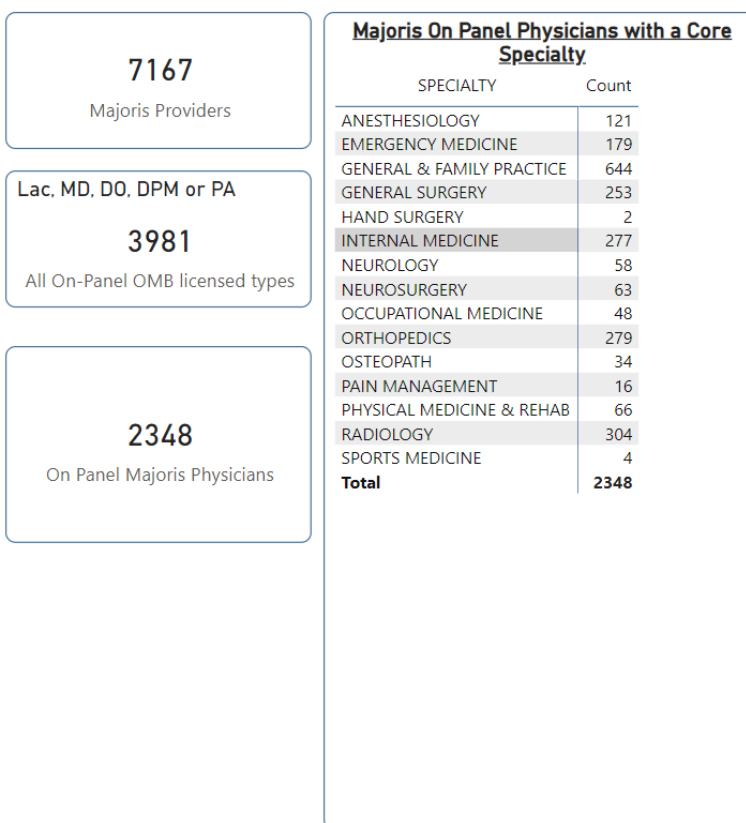 7167
Majoris Providers
Lac, MD, DO, DPM or PA
3981
All On-Panel OMB licensed types
2348
On Panel Majoris Physicians
Majoris On Panel Physicians with a Core
Specialty
SPECIALTY Count
ANESTHESIOLOGY 121
EMERGENCY MEDICINE 179
GENERAL & FAMILY PRACTICE 644
GENERAL SURGERY 253
HAND SURGERY 2
INTERNAL MEDICINE 277
NEUROLOGY 58
NEUROSURGERY 63
OCCUPATIONAL MEDICINE 48
ORTHOPEDICS 279
OSTEOPATH 34
PAIN MANAGEMENT 16
PHYSICAL MEDICINE & REHAB 66
RADIOLOGY 304
SPORTS MEDICINE 4
Total 2348